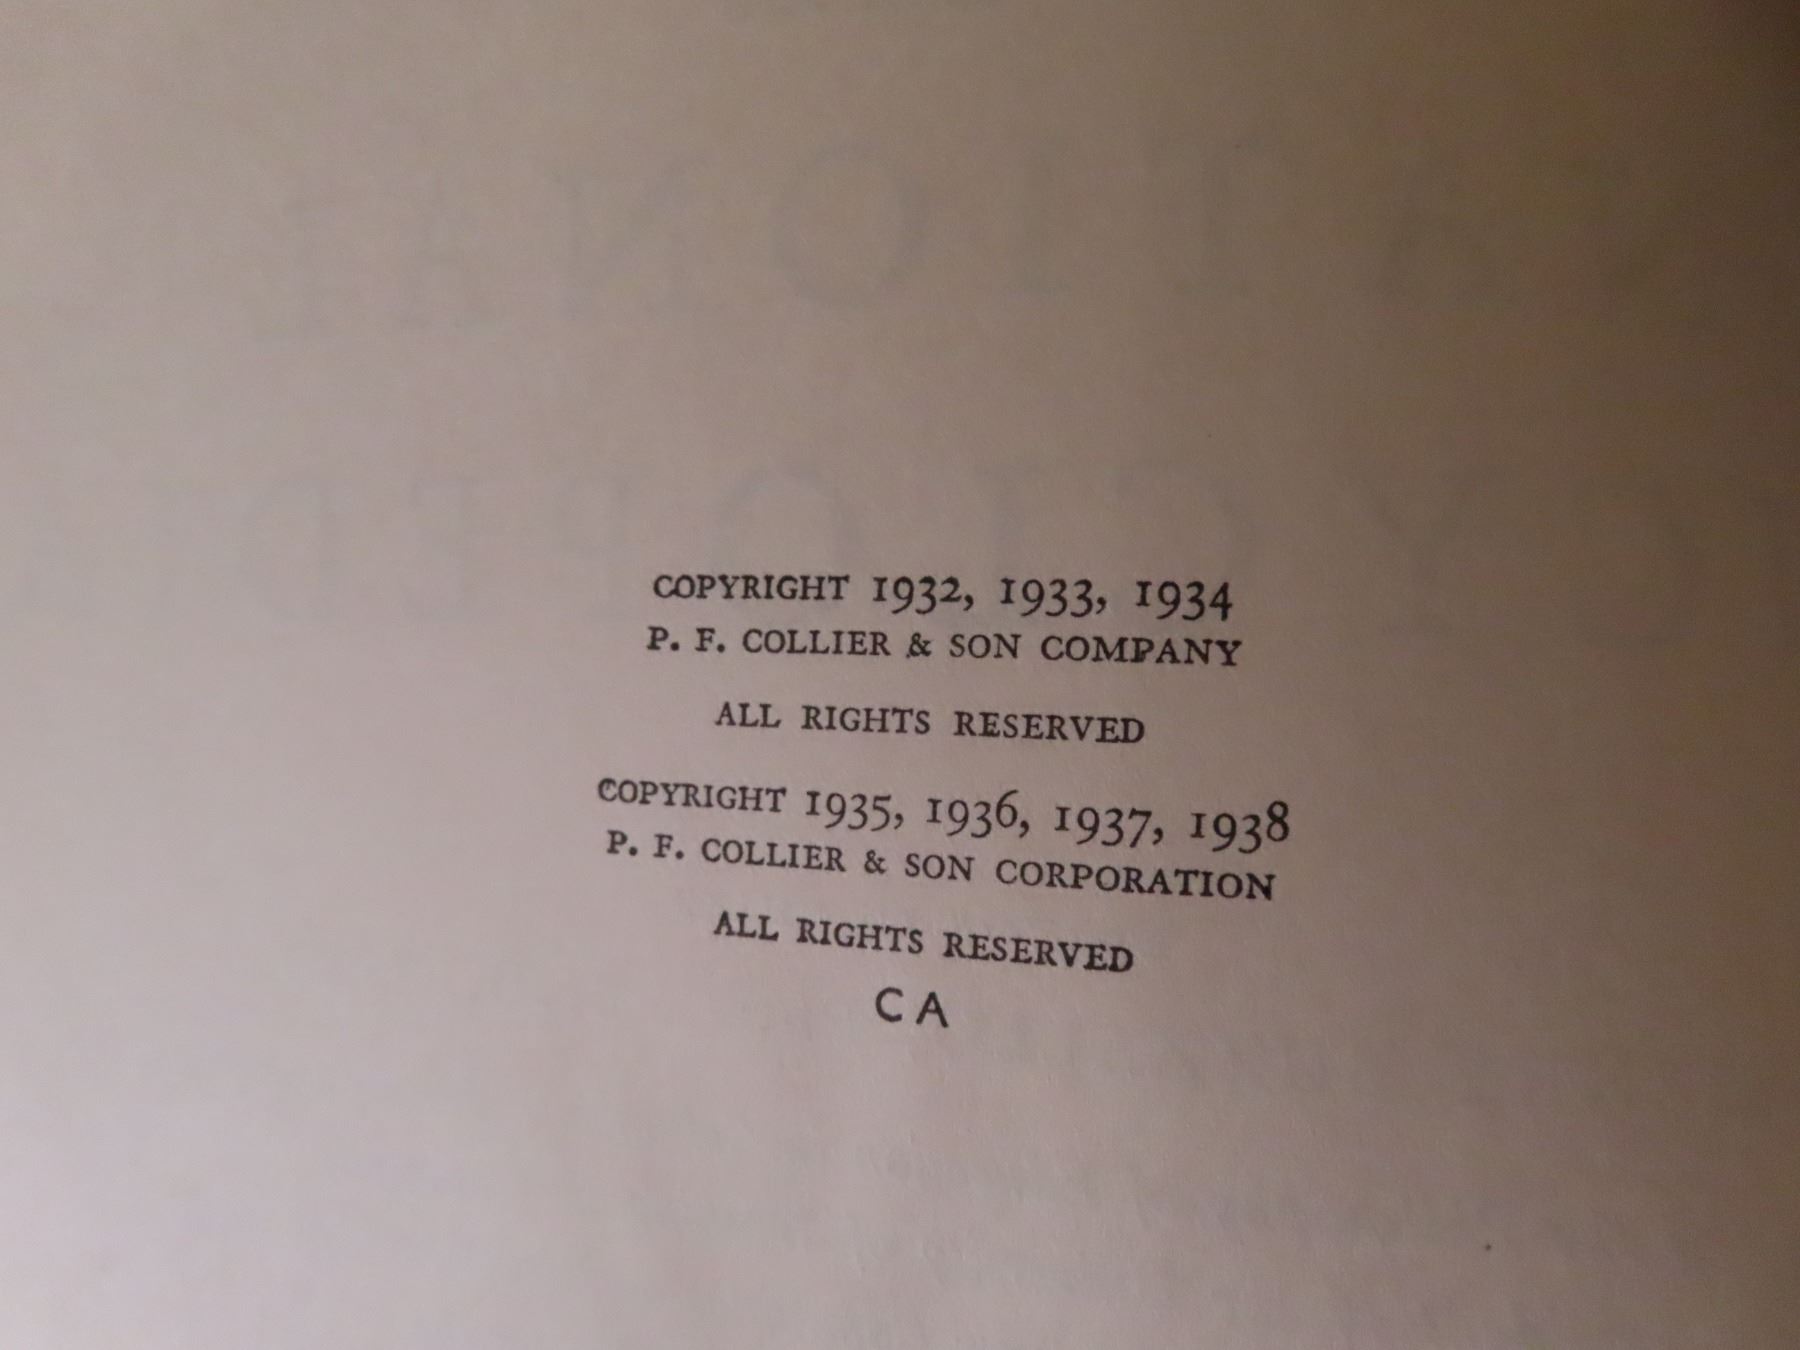 COPYRIGHT 1932, 1933, 1934
P. F. COLLIER & SON COMPANY
ALL RIGHTS RESERVED
COPYRIGHT 1935, 1936, 1937, 1938
P. F. COLLIER & SON CORPORATION
ALL RIGHTS RESERVED
C A